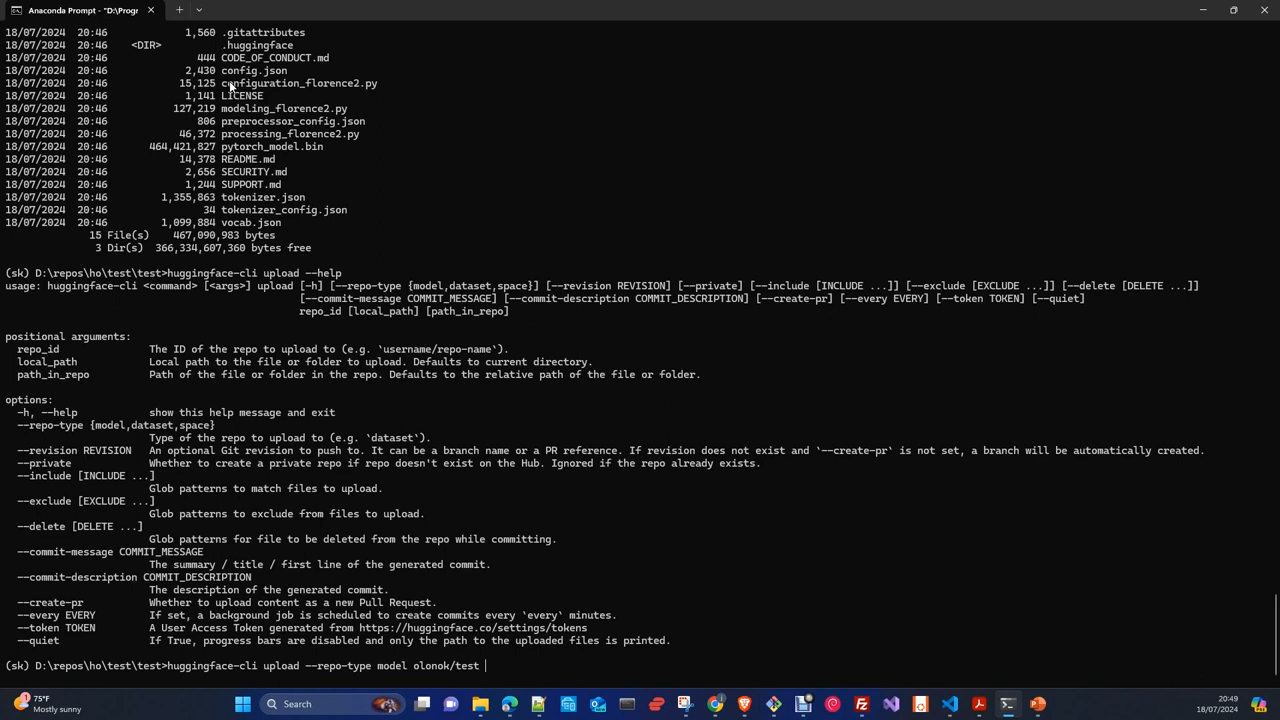 Anaconda Prompt - "D:\Progr
18/07/2024  20:46             1,560 .gitattributes
18/07/2024  20:46    <DIR>          .huggingface
18/07/2024  20:46               444 CODE_OF_CONDUCT.md
18/07/2024  20:46             2,430 config.json
18/07/2024  20:46            15,125 configuration_florence2.py
18/07/2024  20:46             1,141 LICENSE
18/07/2024  20:46           127,219 modeling_florence2.py
18/07/2024  20:46               806 preprocessor_config.json
18/07/2024  20:46            46,372 processing_florence2.py
18/07/2024  20:46       464,421,827 pytorch_model.bin
18/07/2024  20:46            14,378 README.md
18/07/2024  20:46             2,656 SECURITY.md
18/07/2024  20:46             1,244 SUPPORT.md
18/07/2024  20:46         1,355,863 tokenizer.json
18/07/2024  20:46                34 tokenizer_config.json
18/07/2024  20:46         1,099,884 vocab.json
15 File(s)    467,090,983 bytes
3 Dir(s)  366,334,607,360 bytes free
(sk) D:\repos\ho\test\test>huggingface-cli upload --help
usage: huggingface-cli <command> [<args>] upload [-h] [--repo-type {model,dataset,space}] [--revision REVISION] [--private] [--include [INCLUDE ...]] [--exclude [EXCLUDE ...]] [--delete [DELETE ...]]
[--commit-message COMMIT_MESSAGE] [--commit-description COMMIT_DESCRIPTION] [--create-pr] [--every EVERY] [--token TOKEN] [--quiet]
repo_id [local_path] [path_in_repo]
positional arguments:
repo_id               The ID of the repo to upload to (e.g. `username/repo-name`).
local_path            Local path to the file or folder to upload. Defaults to current directory.
path_in_repo          Path of the file or folder in the repo. Defaults to the relative path of the file or folder.
options:
-h, --help            show this help message and exit
--repo-type {model,dataset,space}
Type of the repo to upload to (e.g. `dataset`).
--revision REVISION   An optional Git revision to push to. It can be a branch name or a PR reference. If revision does not exist and `--create-pr` is not set, a branch will be automatically created.
--private             Whether to create a private repo if repo doesn't exist on the Hub. Ignored if the repo already exists.
--include [INCLUDE ...]
Glob patterns to match files to upload.
--exclude [EXCLUDE ...]
Glob patterns to exclude from files to upload.
--delete [DELETE ...]
Glob patterns for file to be deleted from the repo while committing.
--commit-message COMMIT_MESSAGE
The summary / title / first line of the generated commit.
--commit-description COMMIT_DESCRIPTION
The description of the generated commit.
--create-pr           Whether to upload content as a new Pull Request.
--every EVERY         If set, a background job is scheduled to create commits every `every` minutes.
--token TOKEN         A User Access Token generated from https://huggingface.co/settings/tokens
--quiet               If True, progress bars are disabled and only the path to the uploaded files is printed.
(sk) D:\repos\ho\test\test>huggingface-cli upload --repo-type model olonok/test
75°F
Mostly sunny
Search
20:49
18/07/2024